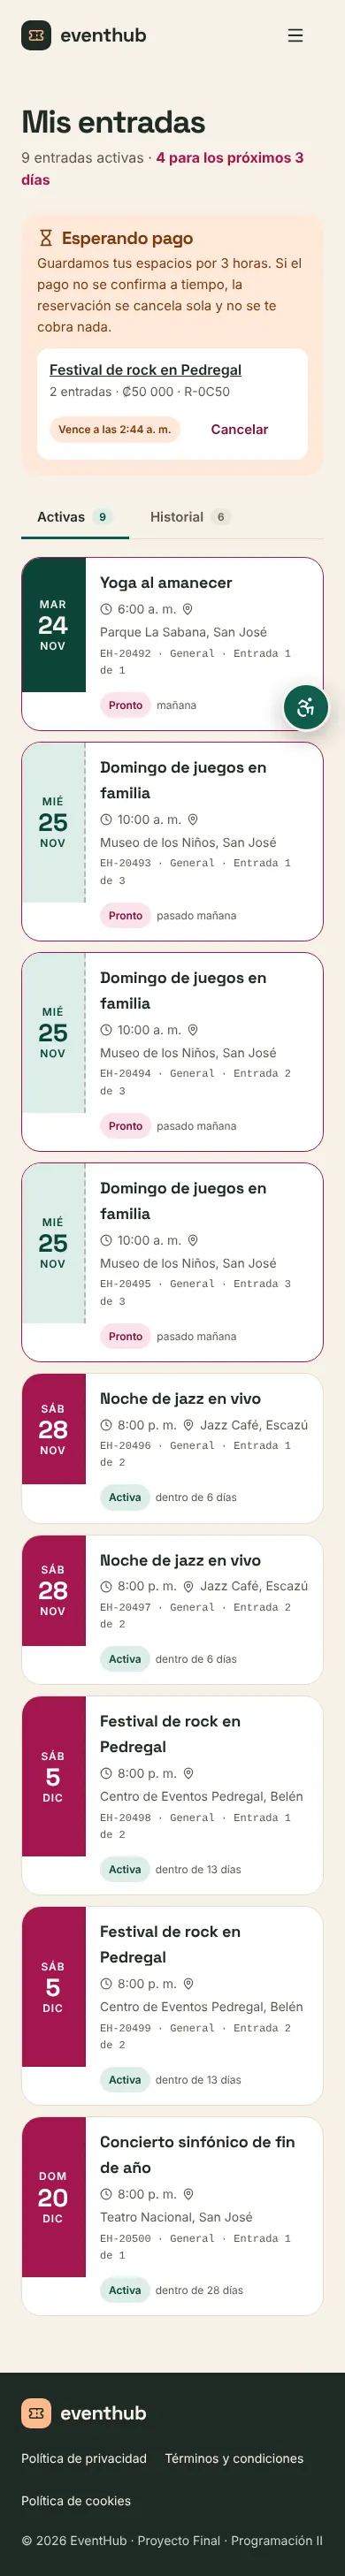 eventhub
Mis entradas
9 entradas activas · 4 para los próximos 3
días
Esperando pago
Guardamos tus espacios por 3 horas. Si el
pago no se confirma a tiempo, la
reservación se cancela sola y no se te
cobra nada.
Festival de rock en Pedregal
2 entradas · ₡50 000 · R-0C50
Vence a las 2:44 a. m.
Cancelar
Activas 9
Historial 6
MAR
24
NOV
Yoga al amanecer
6:00 a. m.
Parque La Sabana, San José
EH-20492 · General · Entrada 1
de 1
Pronto mañana
MIÉ
25
NOV
Domingo de juegos en
familia
10:00 a. m.
Museo de los Niños, San José
EH-20493 · General · Entrada 1
de 3
Pronto pasado mañana
MIÉ
25
NOV
Domingo de juegos en
familia
10:00 a. m.
Museo de los Niños, San José
EH-20494 · General · Entrada 2
de 3
Pronto pasado mañana
MIÉ
25
NOV
Domingo de juegos en
familia
10:00 a. m.
Museo de los Niños, San José
EH-20495 · General · Entrada 3
de 3
Pronto pasado mañana
SÁB
28
NOV
Noche de jazz en vivo
8:00 p. m. Jazz Café, Escazú
EH-20496 · General · Entrada 1
de 2
Activa dentro de 6 días
SÁB
28
NOV
Noche de jazz en vivo
8:00 p. m. Jazz Café, Escazú
EH-20497 · General · Entrada 2
de 2
Activa dentro de 6 días
SÁB
5
DIC
Festival de rock en
Pedregal
8:00 p. m.
Centro de Eventos Pedregal, Belén
EH-20498 · General · Entrada 1
de 2
Activa dentro de 13 días
SÁB
5
DIC
Festival de rock en
Pedregal
8:00 p. m.
Centro de Eventos Pedregal, Belén
EH-20499 · General · Entrada 2
de 2
Activa dentro de 13 días
DOM
20
DIC
Concierto sinfónico de fin
de año
8:00 p. m.
Teatro Nacional, San José
EH-20500 · General · Entrada 1
de 1
Activa dentro de 28 días
eventhub
Política de privacidad Términos y condiciones
Política de cookies
© 2026 EventHub · Proyecto Final · Programación II